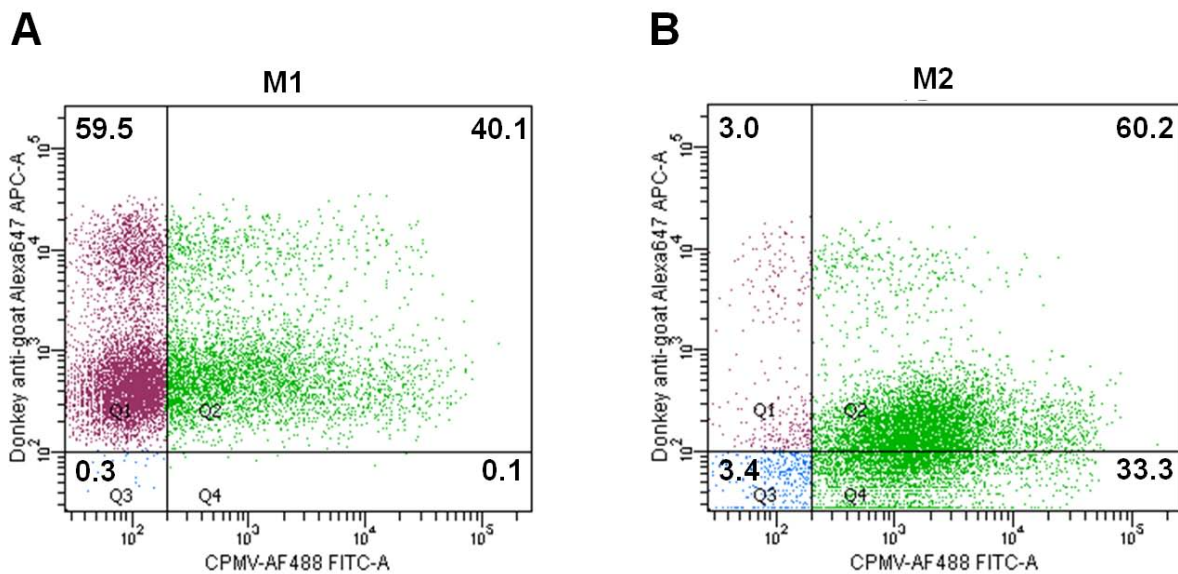 A
B
M1
M2
59.5
40.1
Donkey anti-goat Alexa647 APC-A
10^5
10^4
10^3
10^2
Q1
Q2
0.3
0.1
Q3
Q4
10^2
10^3
10^4
10^5
CPMV-AF488 FITC-A
3.0
60.2
Donkey anti-goat Alexa647 APC-A
10^5
10^4
10^3
10^2
Q1
Q2
3.4
33.3
Q3
Q4
10^2
10^3
10^4
10^5
CPMV-AF488 FITC-A